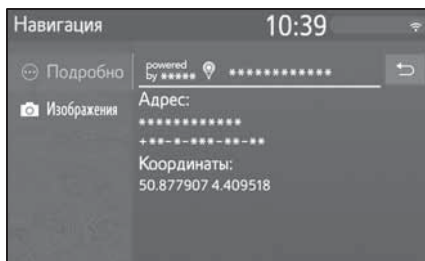 Навигация
10:39
Подробно
powered
by ***** ************
Изображения
Адрес:
************
+**-*-***-**-**
Координаты:
50.877907 4.409518